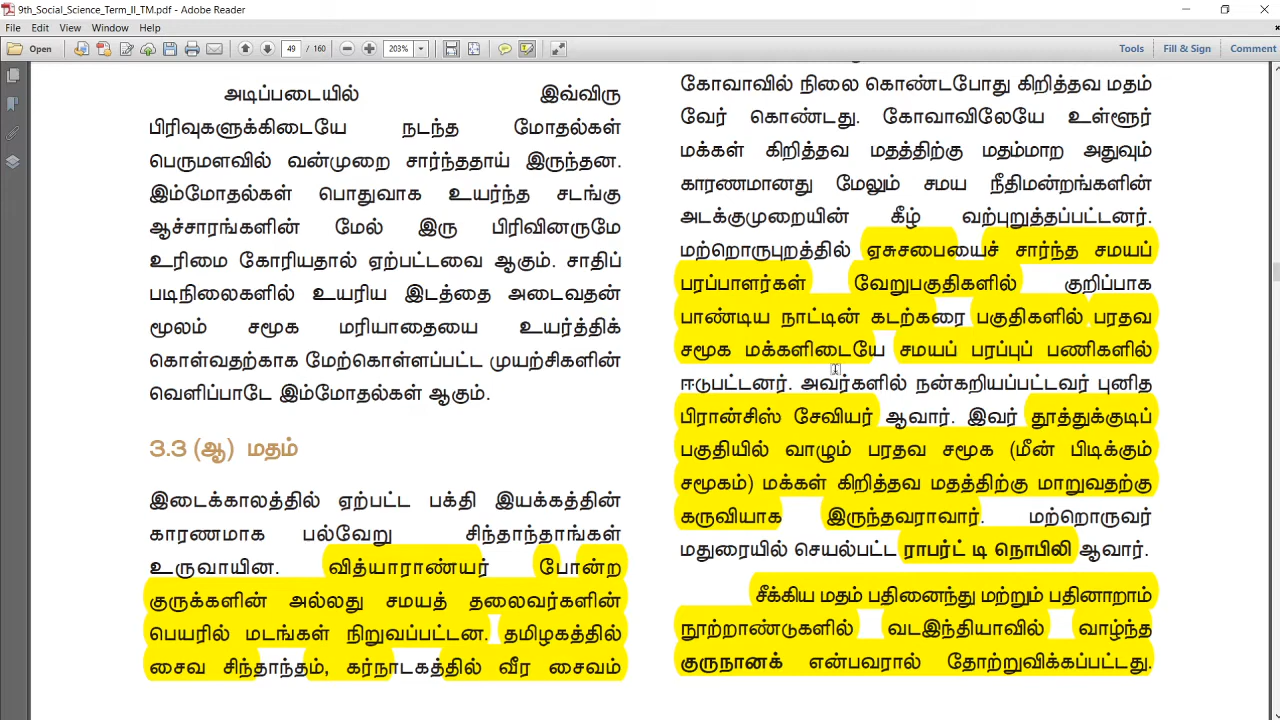 9th_Social_Science_Term_II_TM.pdf - Adobe Reader
File Edit View Window Help
Open 49 / 160 203% Tools Fill & Sign Comment
அடிப்படையில் இவ்விரு
பிரிவுகளுக்கிடையே நடந்த மோதல்கள்
பெருமளவில் வன்முறை சார்ந்ததாய் இருந்தன.
இம்மோதல்கள் பொதுவாக உயர்ந்த சடங்கு
ஆச்சாரங்களின் மேல் இரு பிரிவினருமே
உரிமை கோரியதால் ஏற்பட்டவை ஆகும். சாதிப்
படிநிலைகளில் உயரிய இடத்தை அடைவதன்
மூலம் சமூக மரியாதையை உயர்த்திக்
கொள்வதற்காக மேற்கொள்ளப்பட்ட முயற்சிகளின்
வெளிப்பாடே இம்மோதல்கள் ஆகும்.
3.3 (ஆ) மதம்
இடைக்காலத்தில் ஏற்பட்ட பக்தி இயக்கத்தின்
காரணமாக பல்வேறு சிந்தாந்தாங்கள்
உருவாயின. வித்யாராண்யர் போன்ற
குருக்களின் அல்லது சமயத் தலைவர்களின்
பெயரில் மடங்கள் நிறுவப்பட்டன. தமிழகத்தில்
சைவ சிந்தாந்தம், கர்நாடகத்தில் வீர சைவம்
கோவாவில் நிலை கொண்டபோது கிறித்தவ மதம்
வேர் கொண்டது. கோவாவிலேயே உள்ளூர்
மக்கள் கிறித்தவ மதத்திற்கு மதம்மாற அதுவும்
காரணமானது மேலும் சமய நீதிமன்றங்களின்
அடக்குமுறையின் கீழ் வற்புறுத்தப்பட்டனர்.
மற்றொருபுறத்தில் ஏசுசபையைச் சார்ந்த சமயப்
பரப்பாளர்கள் வேறுபகுதிகளில் குறிப்பாக
பாண்டிய நாட்டின் கடற்கரை பகுதிகளில் பரதவ
சமூக மக்களிடையே சமயப் பரப்புப் பணிகளில்
ஈடுபட்டனர். அவர்களில் நன்கறியப்பட்டவர் புனித
பிரான்சிஸ் சேவியர் ஆவார். இவர் தூத்துக்குடிப்
பகுதியில் வாழும் பரதவ சமூக (மீன் பிடிக்கும்
சமூகம்) மக்கள் கிறித்தவ மதத்திற்கு மாறுவதற்கு
கருவியாக இருந்தவராவார். மற்றொருவர்
மதுரையில் செயல்பட்ட ராபர்ட் டி நொபிலி ஆவார்.
சீக்கிய மதம் பதினைந்து மற்றும் பதினாறாம்
நூற்றாண்டுகளில் வடஇந்தியாவில் வாழ்ந்த
குருநானக் என்பவரால் தோற்றுவிக்கப்பட்டது.